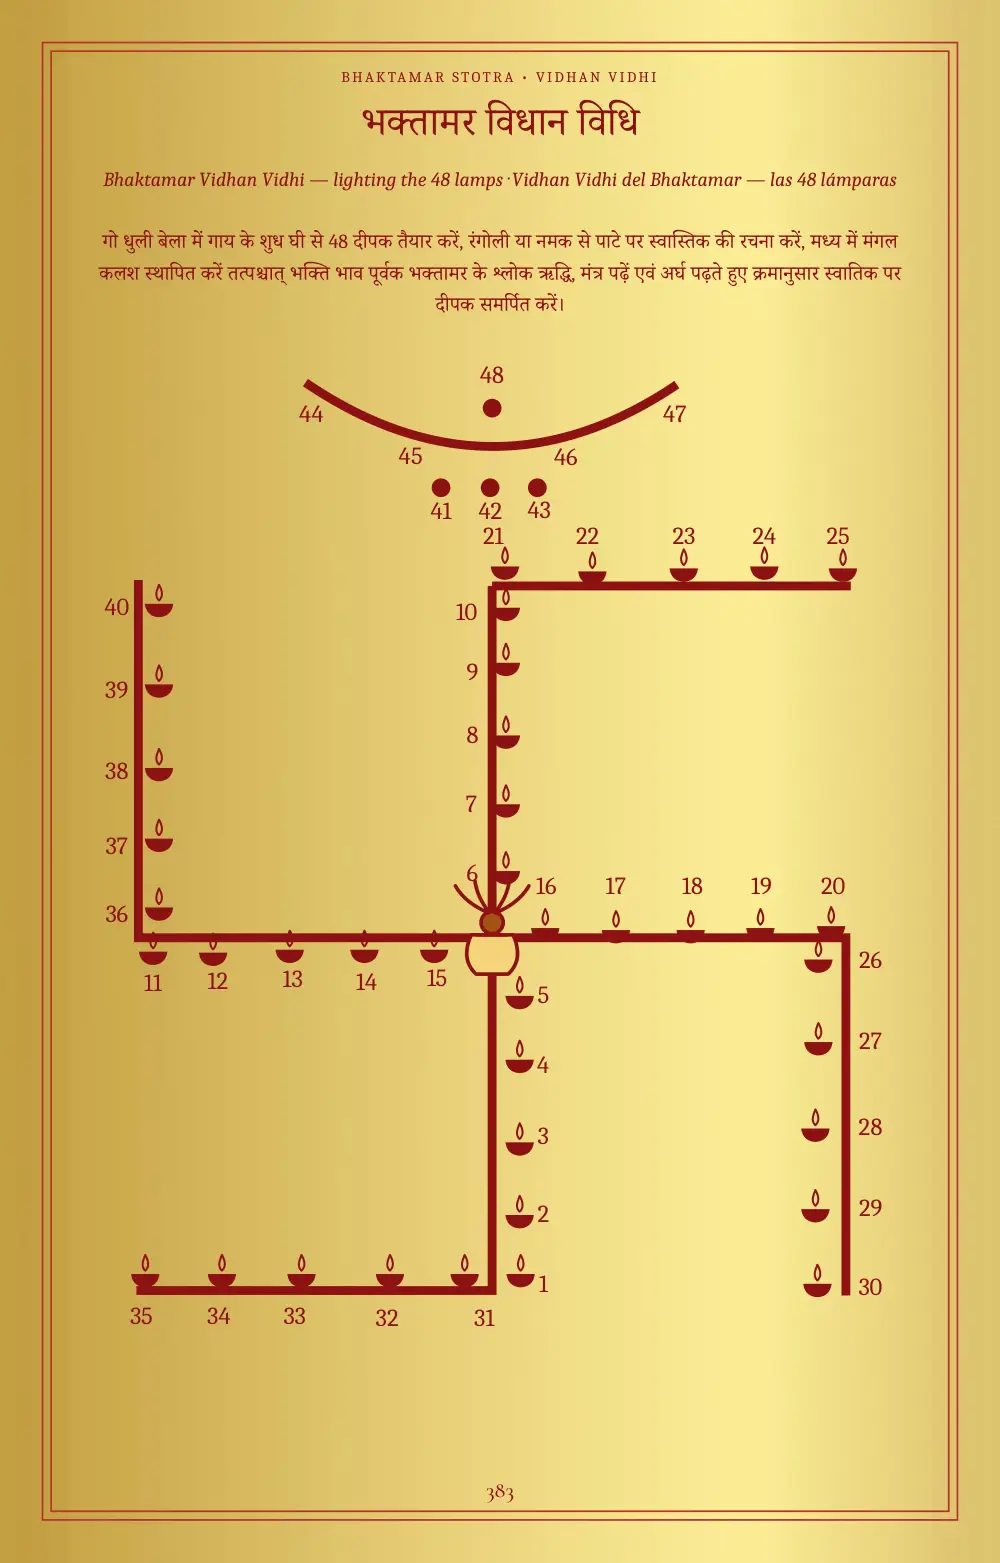 BHAKTAMAR STOTRA • VIDHAN VIDHI
भक्तामर विधान विधि
Bhaktamar Vidhan Vidhi — lighting the 48 lamps · Vidhan Vidhi del Bhaktamar — las 48 lámparas
गो धुली बेला में गाय के शुध घी से 48 दीपक तैयार करें, रंगोली या नमक से पाटे पर स्वास्तिक की रचना करें, मध्य में मंगल
कलश स्थापित करें तत्पश्चात् भक्ति भाव पूर्वक भक्तामर के श्लोक ऋद्धि, मंत्र पढ़ें एवं अर्घ पढ़ते हुए क्रमानुसार स्वातिक पर
दीपक समर्पित करें।
48
44 47
45 46
41 42 43
21 22 23 24 25
40 10
9
39
8
38
7
37
6 16 17 18 19 20
36
26
11 12 13 14 15
5
27
4
28
3
29
2
1 30
35 34 33 32 31
383